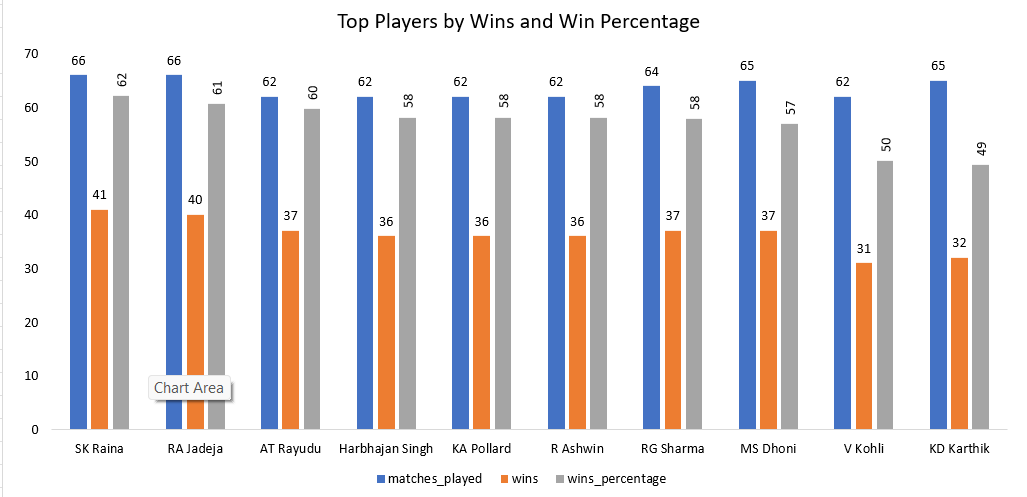 Top Players by Wins and Win Percentage
70
60
50
40
30
20
10
0
66 41 62
66 40 61
62 37 60
62 36 58
62 36 58
62 36 58
64 37 58
65 37 57
62 31 50
65 32 49
Chart Area
SK Raina RA Jadeja AT Rayudu Harbhajan Singh KA Pollard R Ashwin RG Sharma MS Dhoni V Kohli KD Karthik
matches_played wins wins_percentage